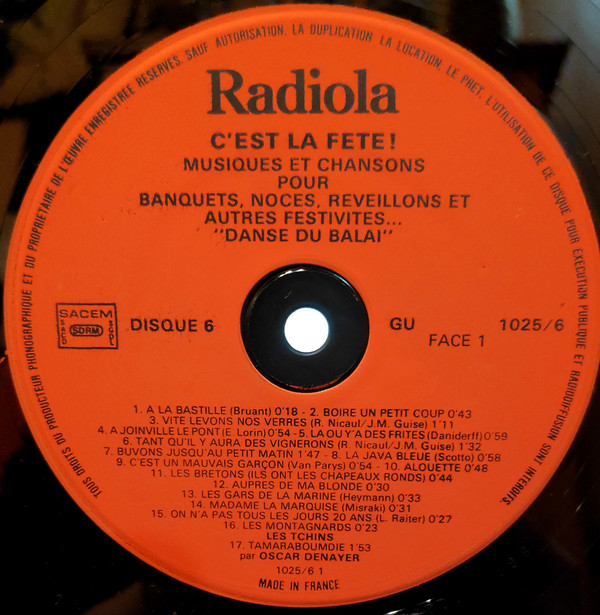 TOUS DROITS DU PRODUCTEUR PHONOGRAPHIQUE ET DU PROPRIETAIRE DE L'ŒUVRE ENREGISTREE RESERVES. SAUF AUTORISATION, LA DUPLICATION, LA LOCATION, LE PRET, L'UTILISATION DE CE DISQUE POUR EXECUTION PUBLIQUE ET RADIODIFFUSION SONT INTERDITS.
Radiola
C'EST LA FETE!
MUSIQUES ET CHANSONS
POUR
BANQUETS, NOCES, REVEILLONS ET
AUTRES FESTIVITES...
"DANSE DU BALAI"
SACEM
SACD SDRM SGDL
DISQUE 6
GU
1025/6
FACE 1
1. A LA BASTILLE (Bruant) 0'18 - 2. BOIRE UN PETIT COUP 0'43
3. VITE LEVONS NOS VERRES (R. Nicaul/J.M. Guise) 1'11
4. A JOINVILLE LE PONT (E. Lorin) 0'54 - 5. LA OU Y'A DES FRITES (Daniderff) 0'59
6. TANT QU'IL Y AURA DES VIGNERONS (R. Nicaul/J.M. Guise) 1'32
7. BUVONS JUSQU'AU PETIT MATIN 1'47 - 8. LA JAVA BLEUE (Scotto) 0'58
9. C'EST UN MAUVAIS GARÇON (Van Parys) 0'54 - 10. ALOUETTE 0'48
11. LES BRETONS (ILS ONT LES CHAPEAUX RONDS) 0'44
12. AUPRES DE MA BLONDE 0'30
13. LES GARS DE LA MARINE (Heymann) 0'33
14. MADAME LA MARQUISE (Misraki) 0'31
15. ON N'A PAS TOUS LES JOURS 20 ANS (L. Raiter) 0'27
16. LES MONTAGNARDS 0'23
LES TCHINS
17. TAMARABOUMDIE 1'53
par OSCAR DENAYER
1025/6 1
MADE IN FRANCE